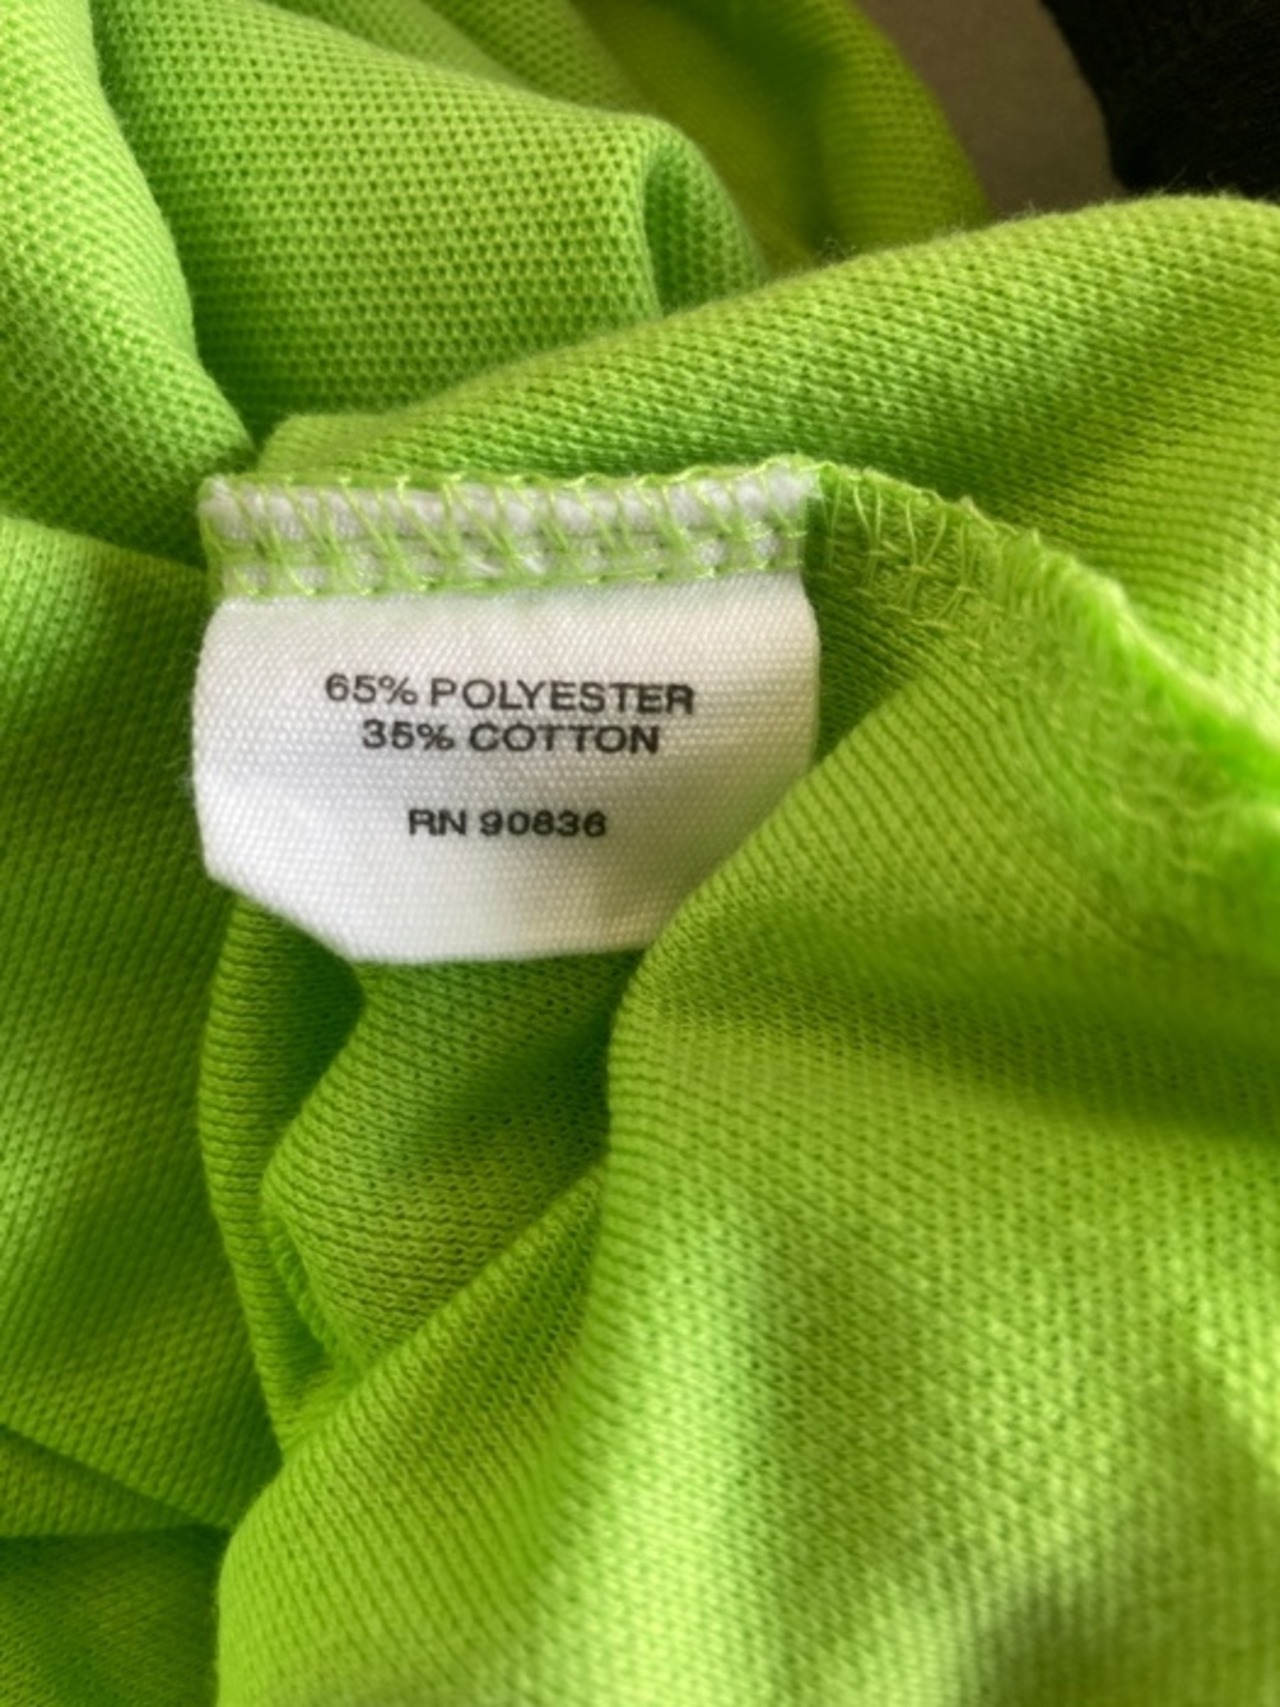 65% POLYESTER
35% COTTON
RN 90836